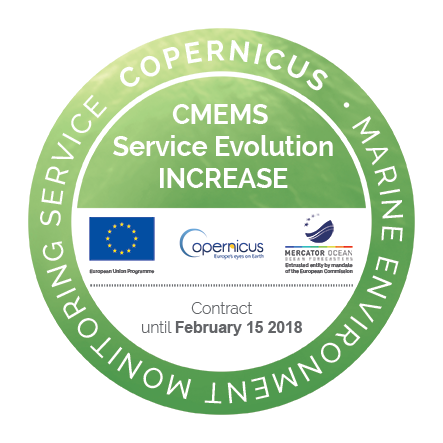 COPERNICUS • MARINE ENVIRONMENT MONITORING SERVICE
CMEMS
Service Evolution
INCREASE
European Union Programme
opernicus
Europe's eyes on Earth
MERCATOR OCEAN
OCEAN FORECASTERS
Entrusted entity by mandate
of the European Commission
Contract
until February 15 2018